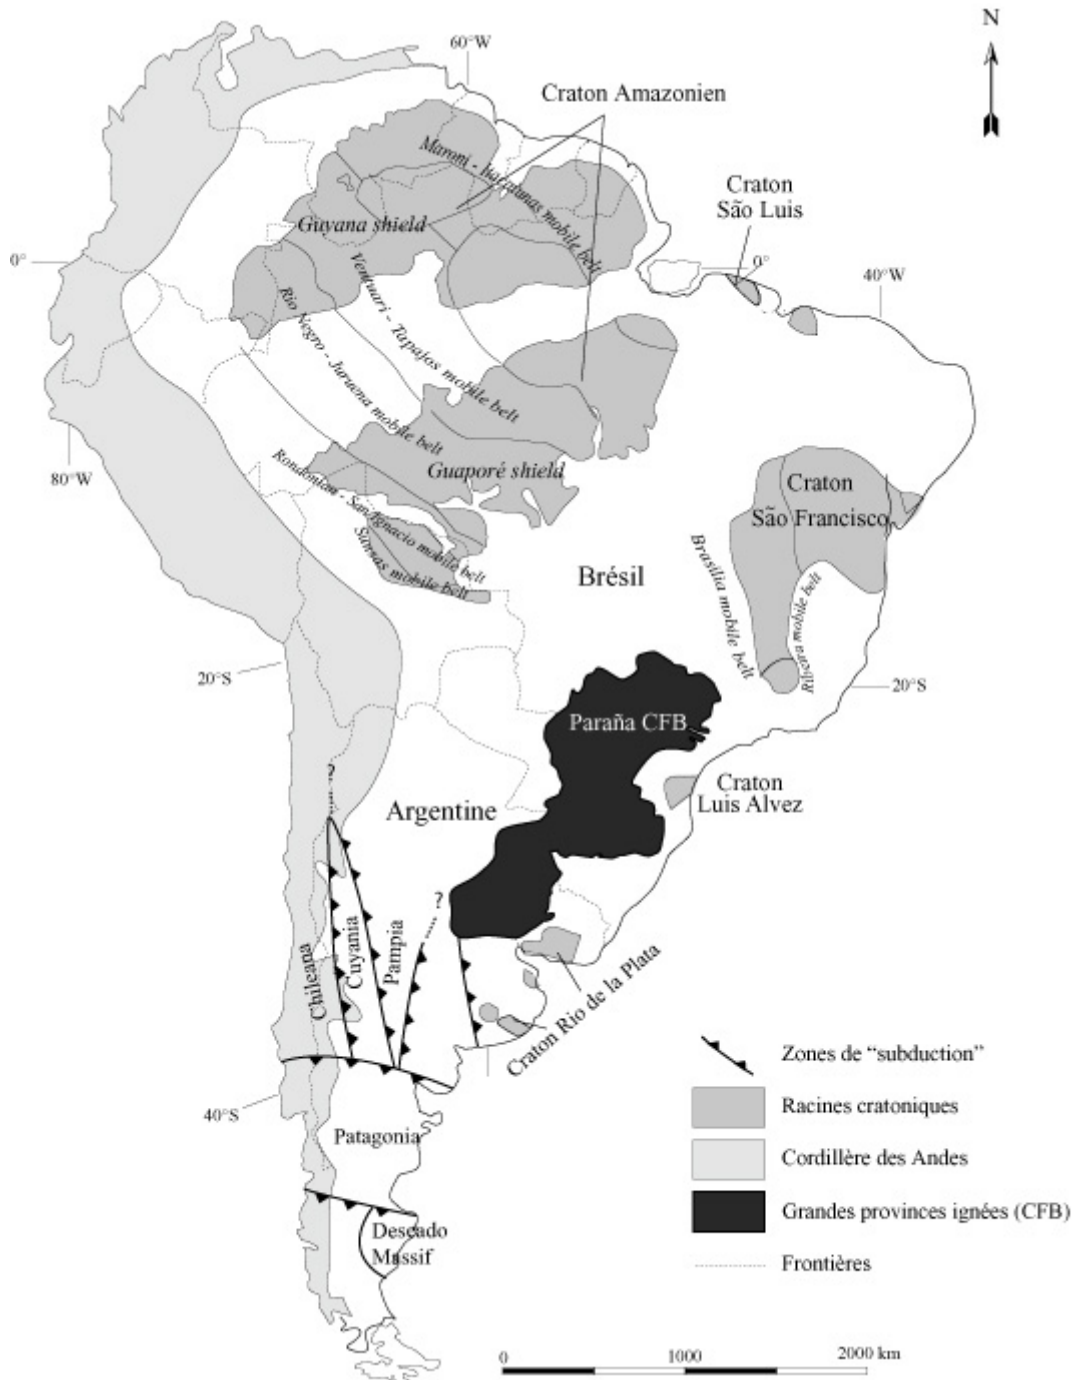 N
60°W
Craton Amazonien
Maroni - Itacaiunas mobile belt
Craton
São Luis
Guyana shield
0°
0°
40°W
Ventuari - Tapajos mobile belt
Rio Negro - Juruena mobile belt
80°W
Guaporé shield
Rondonian - San Ignacio mobile belt
Sunsas mobile belt
Craton
São Francisco
Brasilia mobile belt
Ribeara mobile belt
Brésil
20°S
20°S
Paraña CFB
?
Craton
Luis Alvez
Argentine
?
Chileana
Cuyania
Pampia
Craton Rio de la Plata
40°S
Patagonia
Deseado
Massif
Zones de “subduction”
Racines cratoniques
Cordillère des Andes
Grandes provinces ignées (CFB)
Frontières
0
1000
2000 km